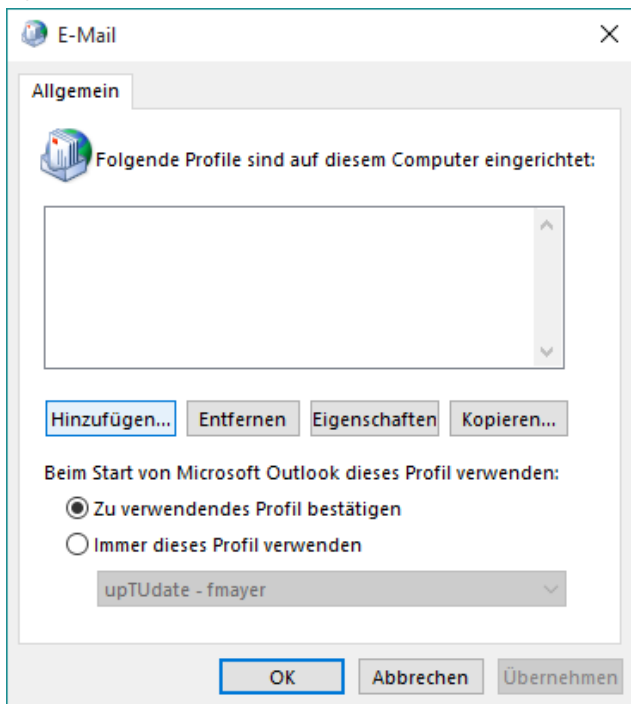 E-Mail
Allgemein
Folgende Profile sind auf diesem Computer eingerichtet:
Hinzufügen... Entfernen Eigenschaften Kopieren...
Beim Start von Microsoft Outlook dieses Profil verwenden:
Zu verwendendes Profil bestätigen
Immer dieses Profil verwenden
upTUdate - fmayer
OK Abbrechen Übernehmen